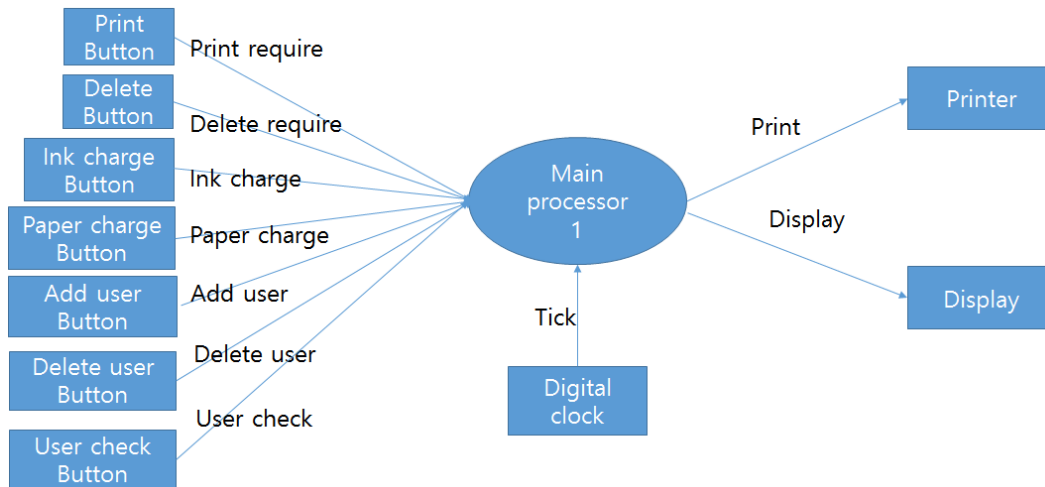 Print
Button
Print require
Delete
Button
Delete require
Ink charge
Button
Ink charge
Paper charge
Button
Paper charge
Add user
Button
Add user
Delete user
Button
Delete user
User check
Button
User check
Main
processor
1
Tick
Digital
clock
Print
Printer
Display
Display